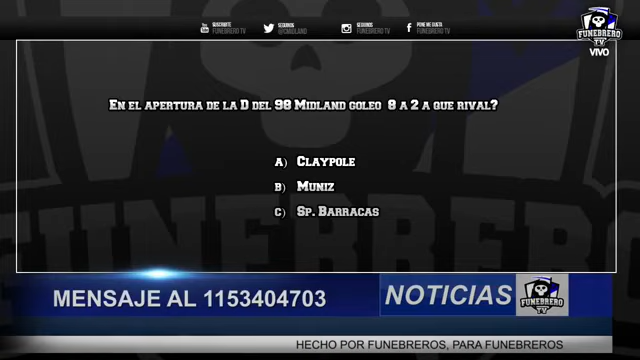 SUSCRIBITE
FUNEBRERO TV
SEGUINOS
@CMIDLAND
SEGUINOS
FUNEBRERO TV
PONE ME GUSTA
FUNEBRERO TV
FUNEBRERO
TV
VIVO
En el apertura de la D del 98 Midland goleo 8 a 2 a que rival?
A) Claypole
B) Muniz
C) Sp. Barracas
MENSAJE AL 1153404703
NOTICIAS
FUNEBRERO
TV
HECHO POR FUNEBREROS, PARA FUNEBREROS